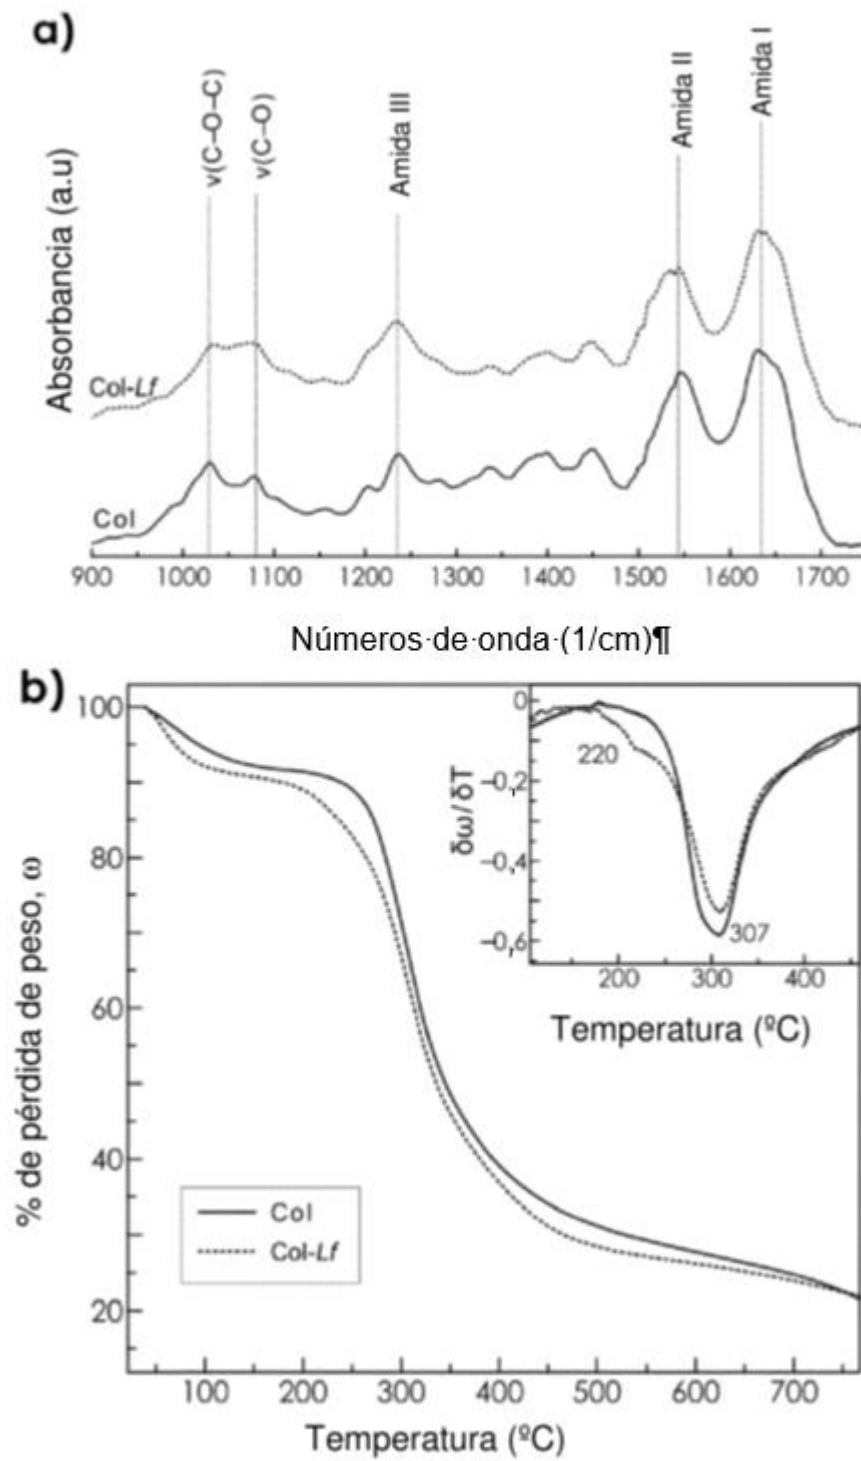 a)
ν(C–O–C)
ν(C–O)
Amida III
Amida II
Amida I
Absorbancia (a.u)
Col-Lf
Col
900 1000 1100 1200 1300 1400 1500 1600 1700
Números·de·onda·(1/cm)¶
b)
100
80
60
40
20
% de pérdida de peso, ω
0
−0,2
−0,4
−0,6
δω/δT
220
307
200 300 400
Temperatura (ºC)
Col
Col-Lf
100 200 300 400 500 600 700
Temperatura (ºC)